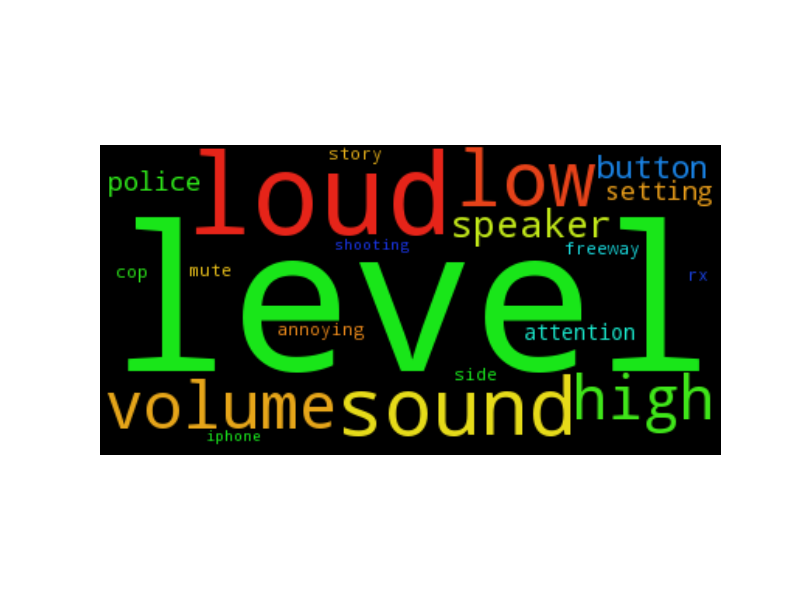 story
loud
low
button
police
setting
speaker
shooting
freeway
level
cop
mute
rx
annoying
attention
side
volume
sound
high
iphone